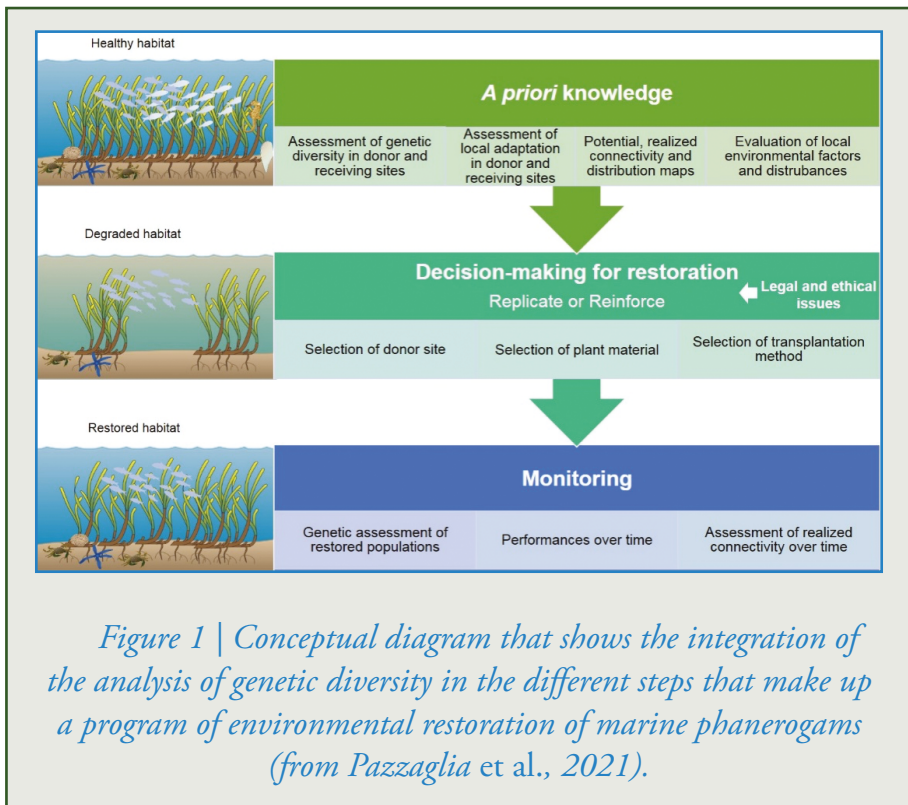 Healthy habitat
A priori knowledge
Assessment of genetic
diversity in donor and
receiving sites
Assessment of
local adaptation
in donor and
receiving sites
Potential, realized
connectivity and
distribution maps
Evaluation of local
environmental factors
and distrubances
Degraded habitat
Decision-making for restoration
Replicate or Reinforce
Legal and ethical
issues
Selection of donor site
Selection of plant material
Selection of transplantation
method
Restored habitat
Monitoring
Genetic assessment of
restored populations
Performances over time
Assessment of realized
connectivity over time
Figure 1 | Conceptual diagram that shows the integration of
the analysis of genetic diversity in the different steps that make up
a program of environmental restoration of marine phanerogams
(from Pazzaglia et al., 2021).